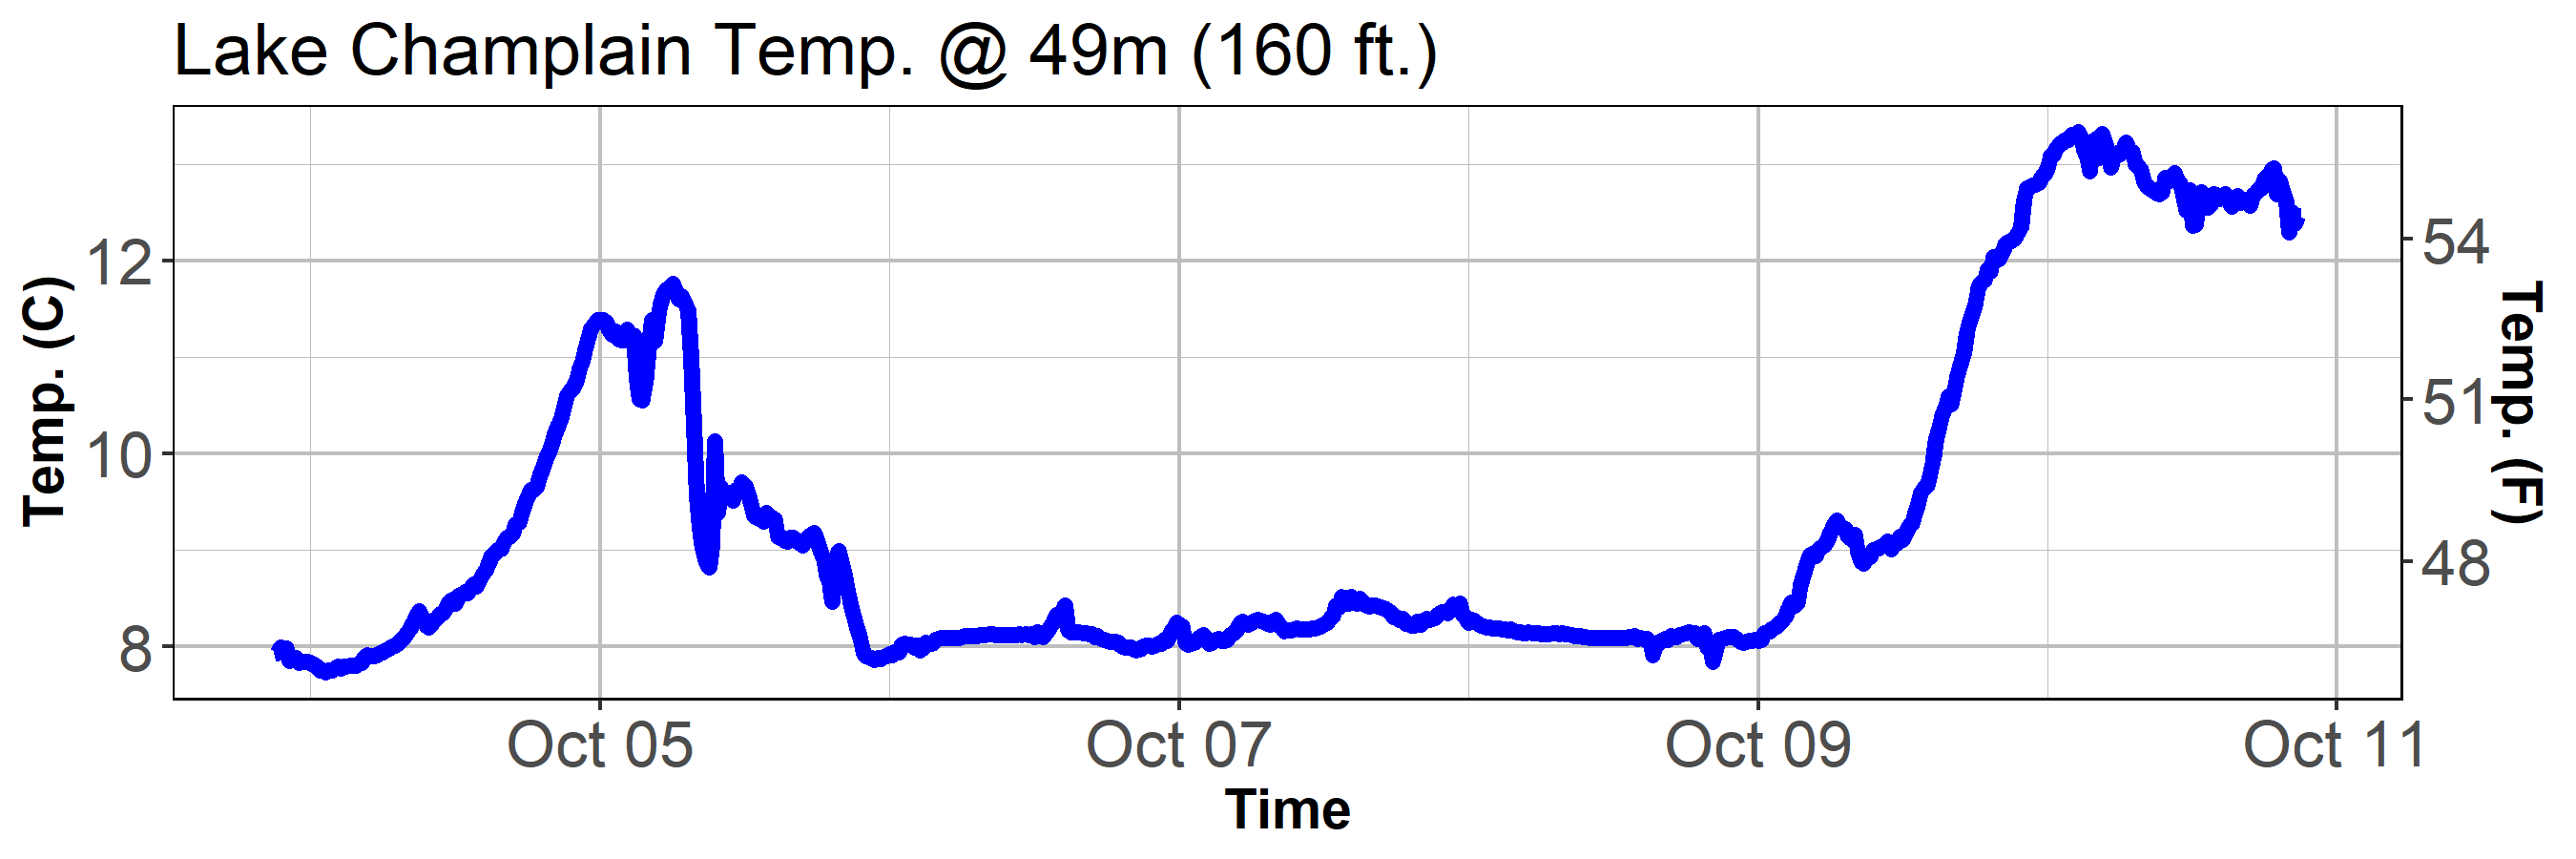 Lake Champlain Temp. @ 49m (160 ft.)
Temp. (C)
12
10
8
54
51
48
Temp. (F)
Oct 05
Oct 07
Oct 09
Oct 11
Time